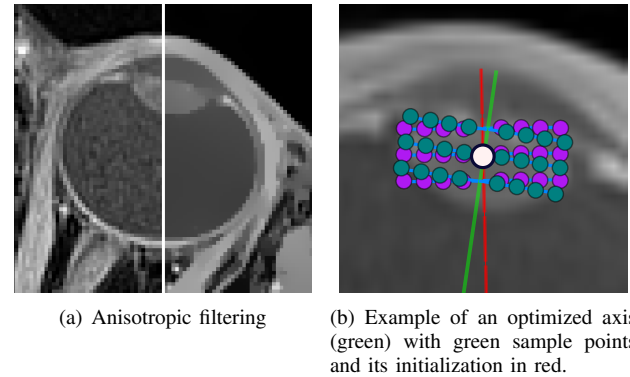 (a) Anisotropic filtering
(b) Example of an optimized axis
(green) with green sample points
and its initialization in red.